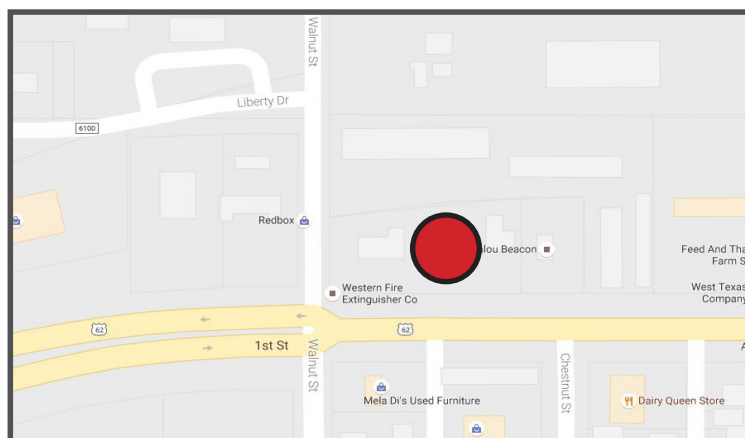 Walnut St
Liberty Dr
6100
Redbox
lou Beacon
Feed And Tha
Farm S
Western Fire
Extinguisher Co
West Texas
Company
62
62
1st St
A
Walnut St
Chestnut St
Mela Di's Used Furniture
Dairy Queen Store